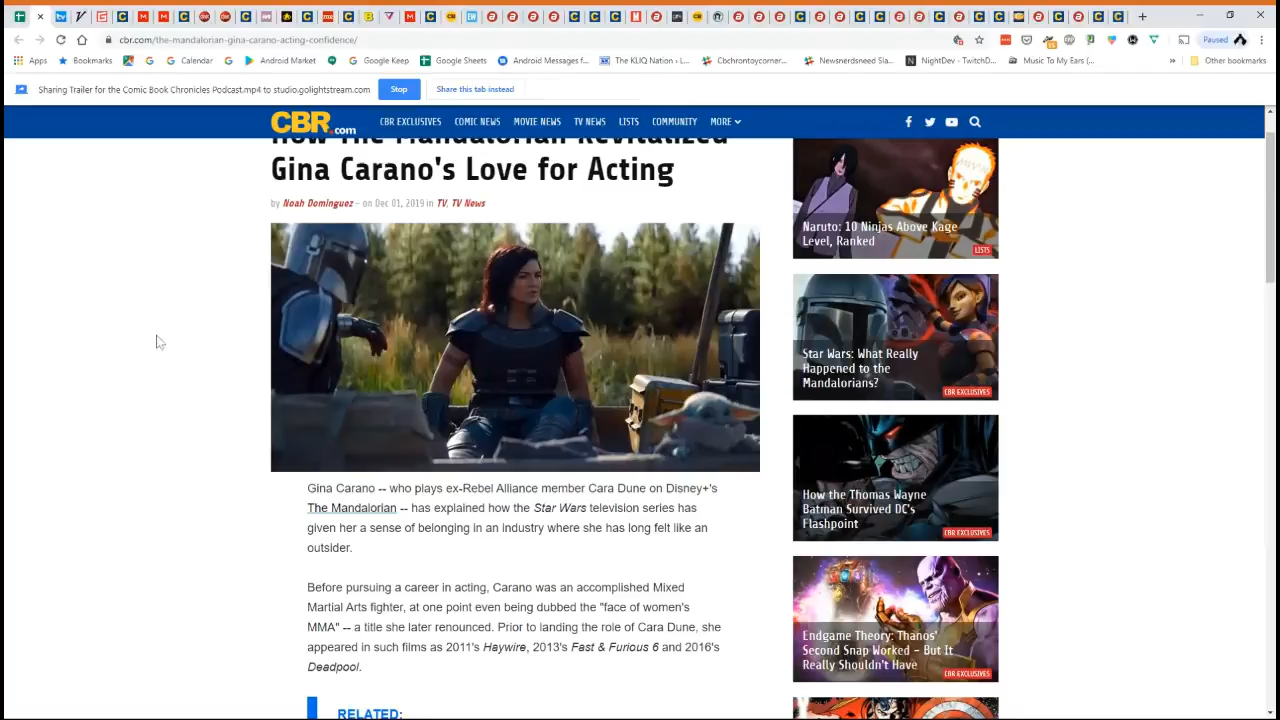 cbr.com/the-mandalorian-gina-carano-acting-confidence/
Paused
Apps
Bookmarks
Calendar
Android Market
Google Keep
Google Sheets
Android Messages f...
The KLIQ Nation › L...
Cbchrontoycorner...
Newsnerdsneed Sla...
NightDev – TwitchD...
Music To My Ears (...
»
Other bookmarks
Sharing Trailer for the Comic Book Chronicles Podcast.mp4 to studio.golightstream.com
Stop
Share this tab instead
CBR.com
CBR EXCLUSIVES
COMIC NEWS
MOVIE NEWS
TV NEWS
LISTS
COMMUNITY
MORE
How The Mandalorian Revitalized
Gina Carano's Love for Acting
by Noah Dominguez – on Dec 01, 2019 in TV, TV News
Gina Carano -- who plays ex-Rebel Alliance member Cara Dune on Disney+'s
The Mandalorian -- has explained how the Star Wars television series has
given her a sense of belonging in an industry where she has long felt like an
outsider.
Before pursuing a career in acting, Carano was an accomplished Mixed
Martial Arts fighter, at one point even being dubbed the "face of women's
MMA" -- a title she later renounced. Prior to landing the role of Cara Dune, she
appeared in such films as 2011's Haywire, 2013's Fast & Furious 6 and 2016's
Deadpool.
RELATED:
Naruto: 10 Ninjas Above Kage
Level, Ranked
LISTS
Star Wars: What Really
Happened to the
Mandalorians?
CBR EXCLUSIVES
How the Thomas Wayne
Batman Survived DC's
Flashpoint
CBR EXCLUSIVES
Endgame Theory: Thanos'
Second Snap Worked – But It
Really Shouldn't Have
CBR EXCLUSIVES